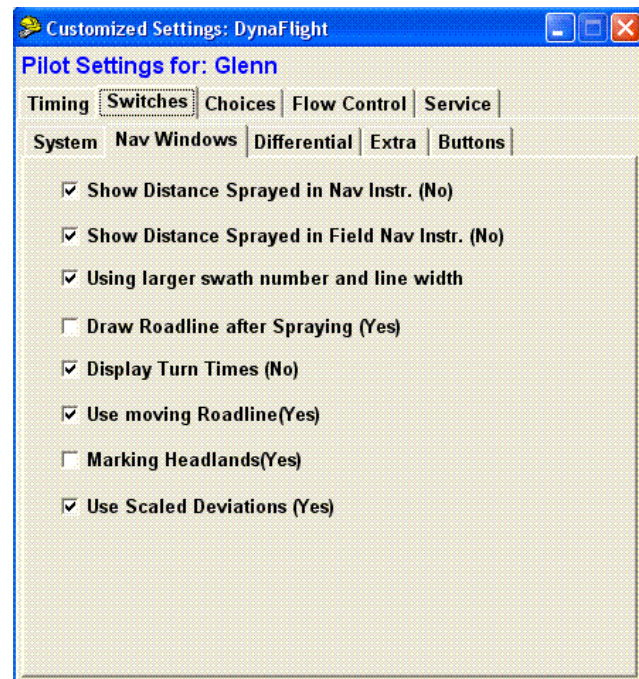 Customized Settings: DynaFlight
Pilot Settings for: Glenn
Timing Switches Choices Flow Control Service
System Nav Windows Differential Extra Buttons
Show Distance Sprayed in Nav Instr. (No)
Show Distance Sprayed in Field Nav Instr. (No)
Using larger swath number and line width
Draw Roadline after Spraying (Yes)
Display Turn Times (No)
Use moving Roadline(Yes)
Marking Headlands(Yes)
Use Scaled Deviations (Yes)